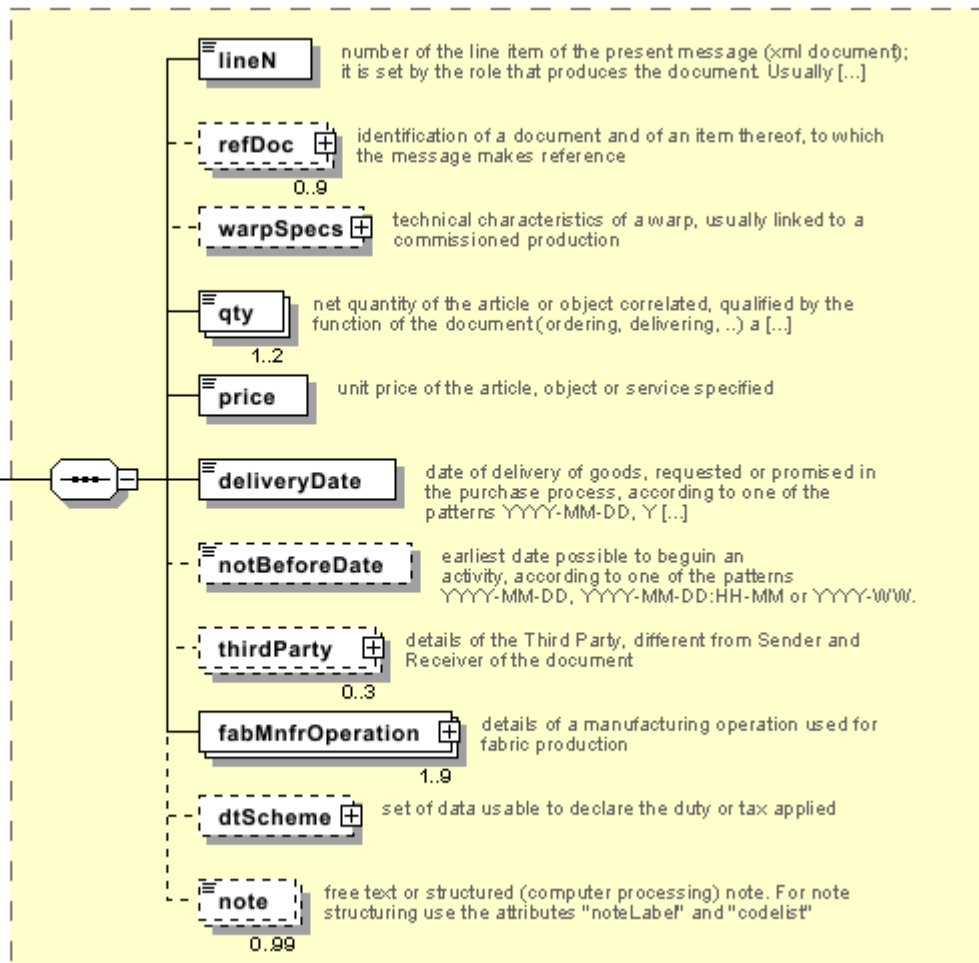 lineN
number of the line item of the present message (xml document);
it is set by the role that produces the document. Usually [...]
refDoc
identification of a document and of an item thereof, to which
the message makes reference
0..9
warpSpecs
technical characteristics of a warp, usually linked to a
commissioned production
qty
net quantity of the article or object correlated, qualified by the
function of the document (ordering, delivering, ..) a [...]
1..2
price
unit price of the article, object or service specified
deliveryDate
date of delivery of goods, requested or promised in
the purchase process, according to one of the
patterns YYYY-MM-DD, Y [...]
notBeforeDate
earliest date possible to beguin an
activity, according to one of the patterns
YYYY-MM-DD, YYYY-MM-DD:HH-MM or YYYY-WW.
thirdParty
details of the Third Party, different from Sender and
Receiver of the document
0..3
fabMnfrOperation
details of a manufacturing operation used for
fabric production
1..9
dtScheme
set of data usable to declare the duty or tax applied
note
free text or structured (computer processing) note. For note
structuring use the attributes "noteLabel" and "codelist"
0..99